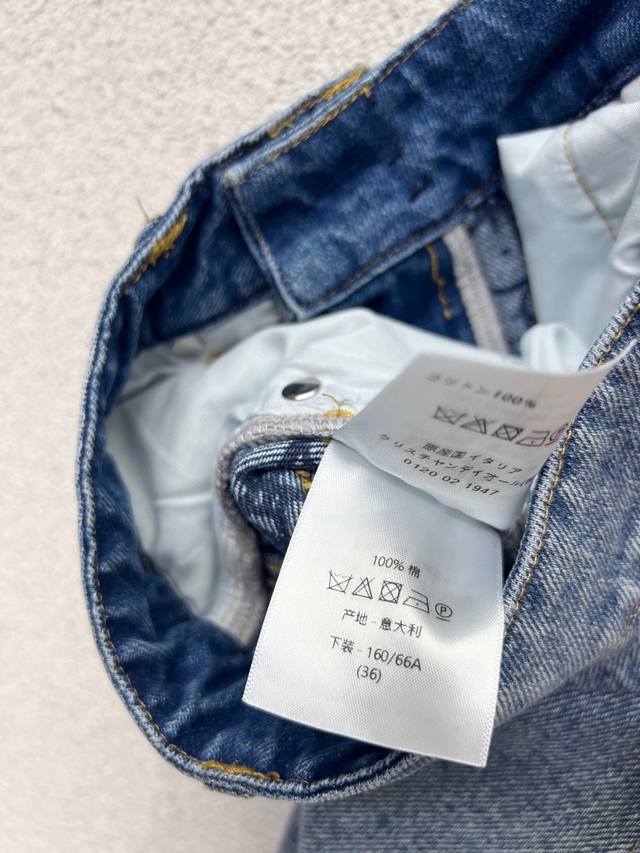 コットン100%
原産国イタリア
クリスチャンディオール
0120 02 1947
100% 棉
P
产地 - 意大利
下装 - 160/66A
(36)